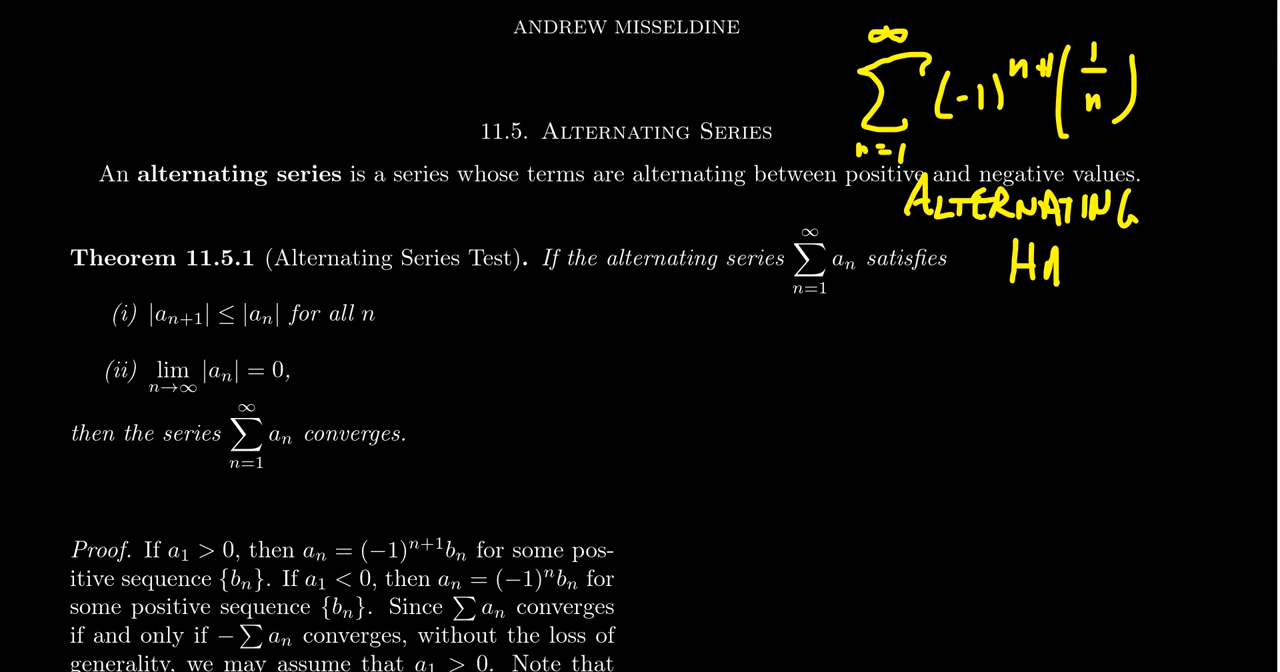 ANDREW MISSELDINE
∑_{n=1}^{∞} (-1)^{n+1} (1/n)
11.5. ALTERNATING SERIES
An alternating series is a series whose terms are alternating between positive and negative values.
ALTERNATING
HA
Theorem 11.5.1 (Alternating Series Test). If the alternating series ∑_{n=1}^{∞} a_n satisfies
(i) |a_{n+1}| ≤ |a_n| for all n
(ii) lim_{n→∞} |a_n| = 0,
then the series ∑_{n=1}^{∞} a_n converges.
Proof. If a_1 > 0, then a_n = (−1)^{n+1}b_n for some pos-
itive sequence {b_n}. If a_1 < 0, then a_n = (−1)^n b_n for
some positive sequence {b_n}. Since ∑ a_n converges
if and only if − ∑ a_n converges, without the loss of
generality, we may assume that a_1 > 0. Note that